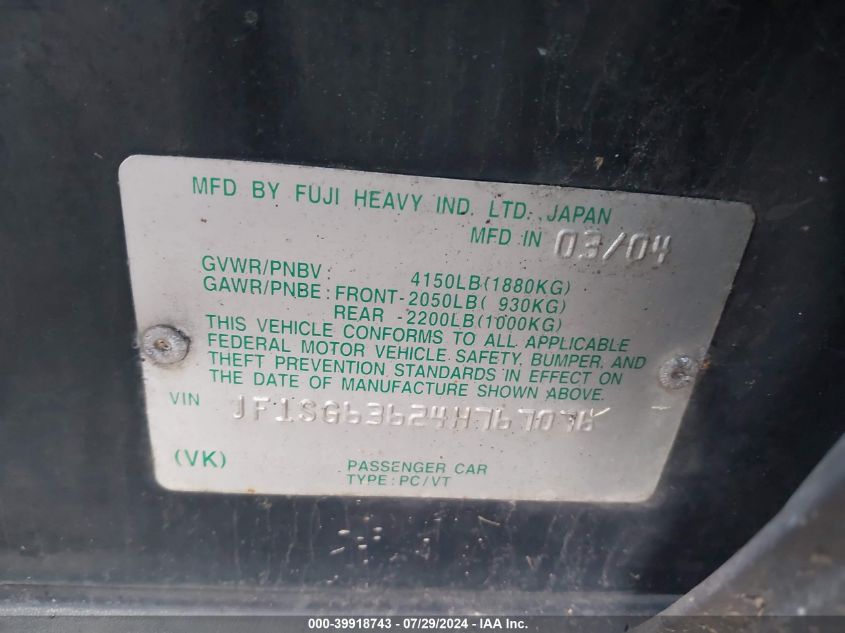 MFD BY FUJI HEAVY IND. LTD. JAPAN
MFD IN 03/04
GVWR/PNBV : 4150LB(1880KG)
GAWR/PNBE : FRONT-2050LB( 930KG)
REAR -2200LB(1000KG)
THIS VEHICLE CONFORMS TO ALL APPLICABLE
FEDERAL MOTOR VEHICLE SAFETY, BUMPER, AND
THEFT PREVENTION STANDARDS IN EFFECT ON
THE DATE OF MANUFACTURE SHOWN ABOVE.
VIN JF1SG63624H767076
(VK)
PASSENGER CAR
TYPE : PC/VT
000-39918743 / 07/29/2024 - IAA Inc.